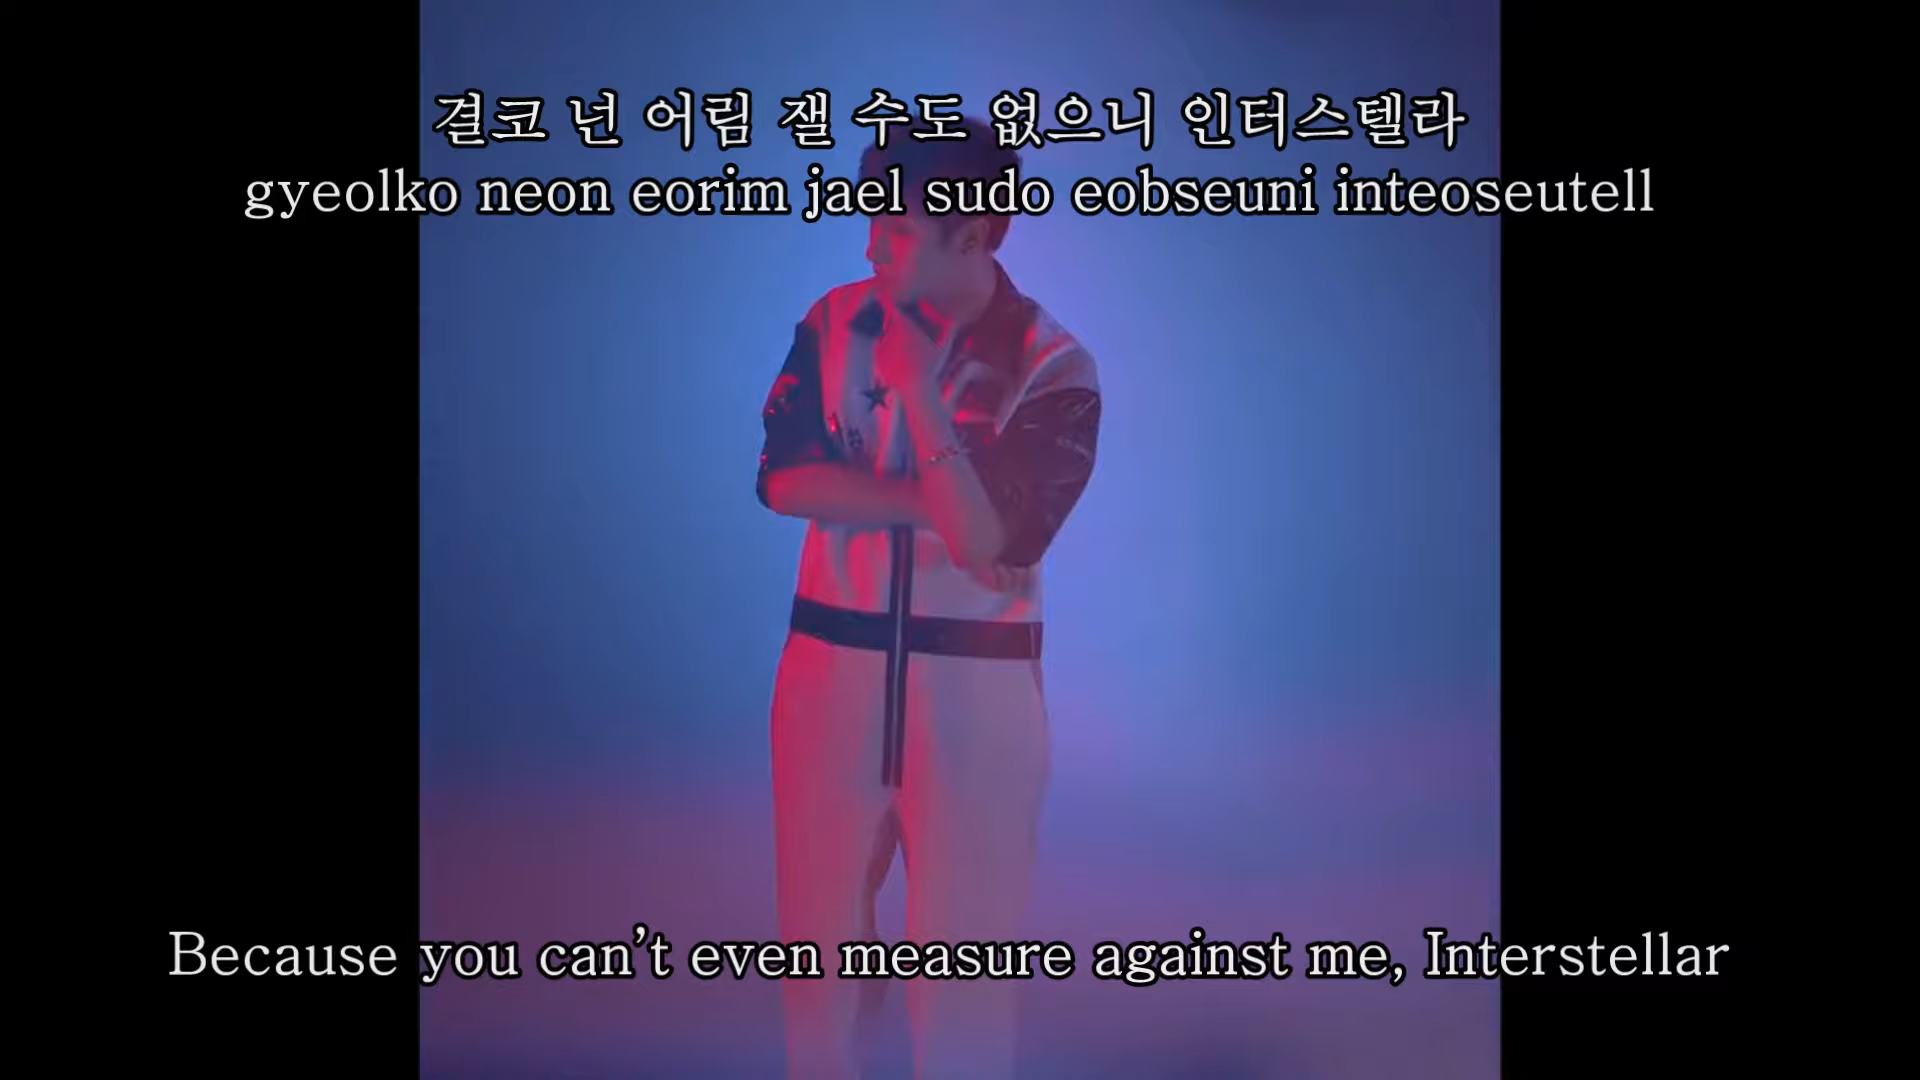 결코 넌 어림 잴 수도 없으니 인터스텔라
gyeolko neon eorim jael sudo eobseuni inteoseutell
Because you can't even measure against me, Interstellar